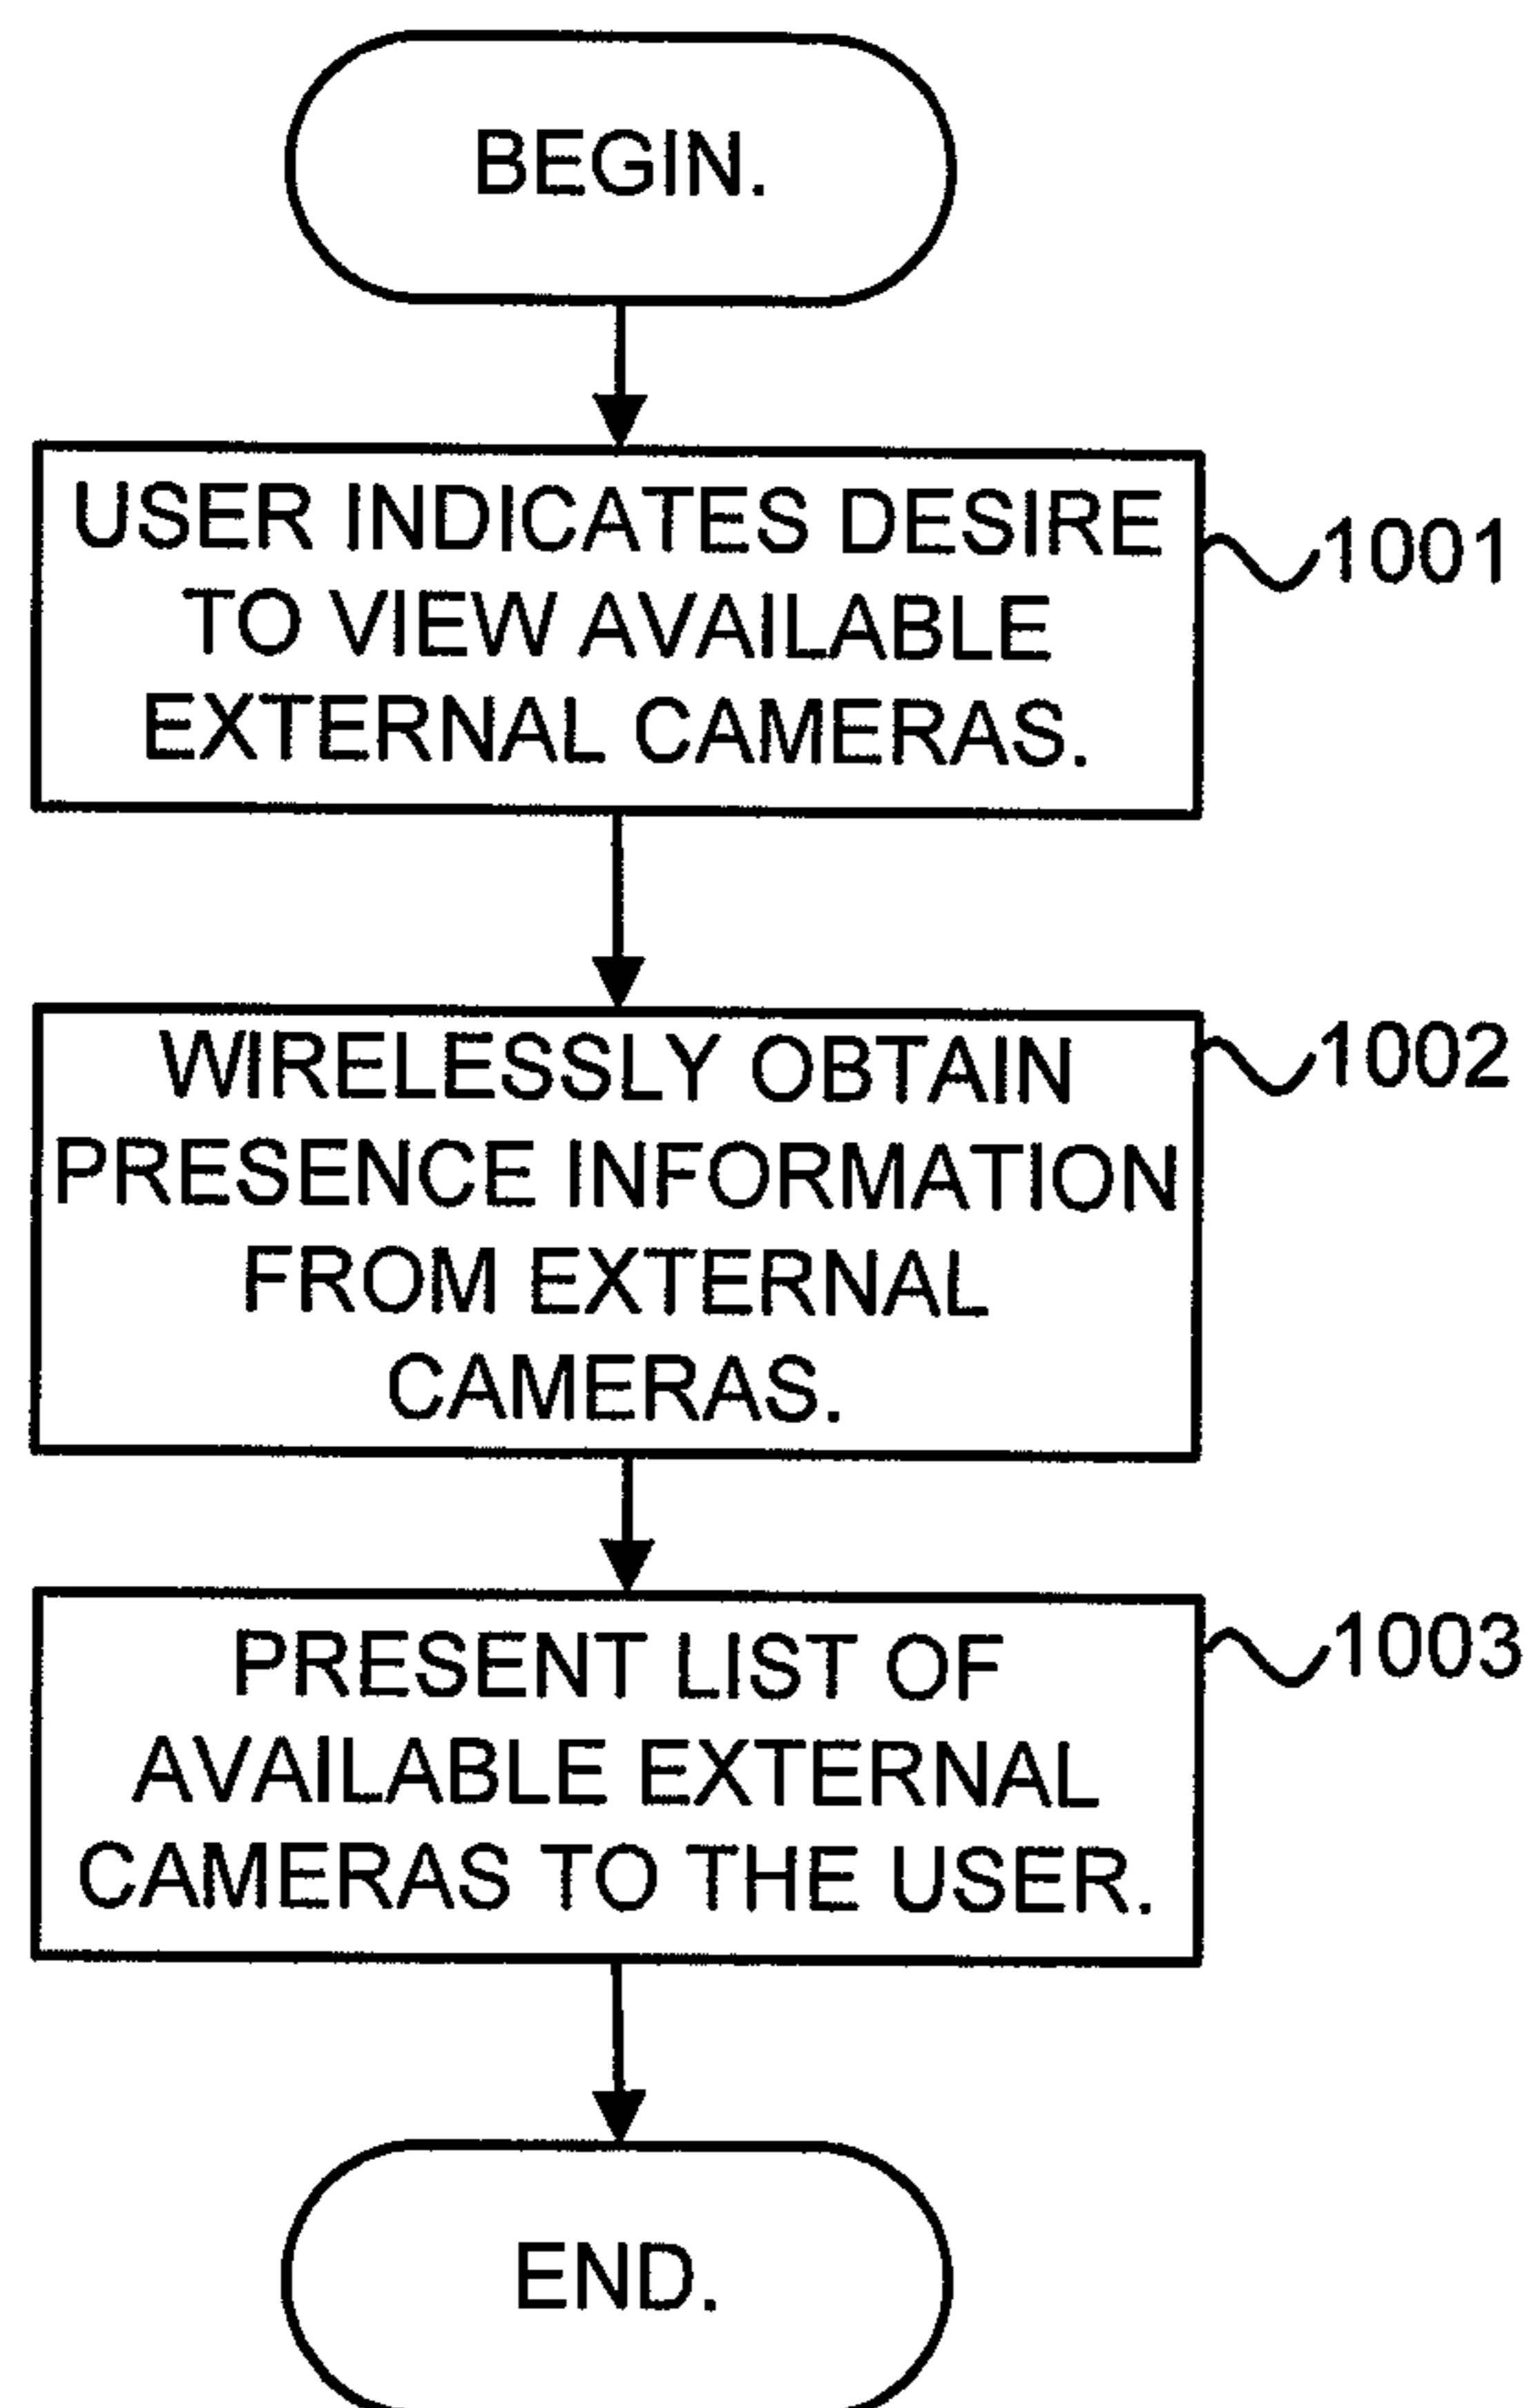 BEGIN.
USER INDICATES DESIRE
TO VIEW AVAILABLE
EXTERNAL CAMERAS.
1001
WIRELESSLY OBTAIN
PRESENCE INFORMATION
FROM EXTERNAL
CAMERAS.
1002
PRESENT LIST OF
AVAILABLE EXTERNAL
CAMERAS TO THE USER.
1003
END.